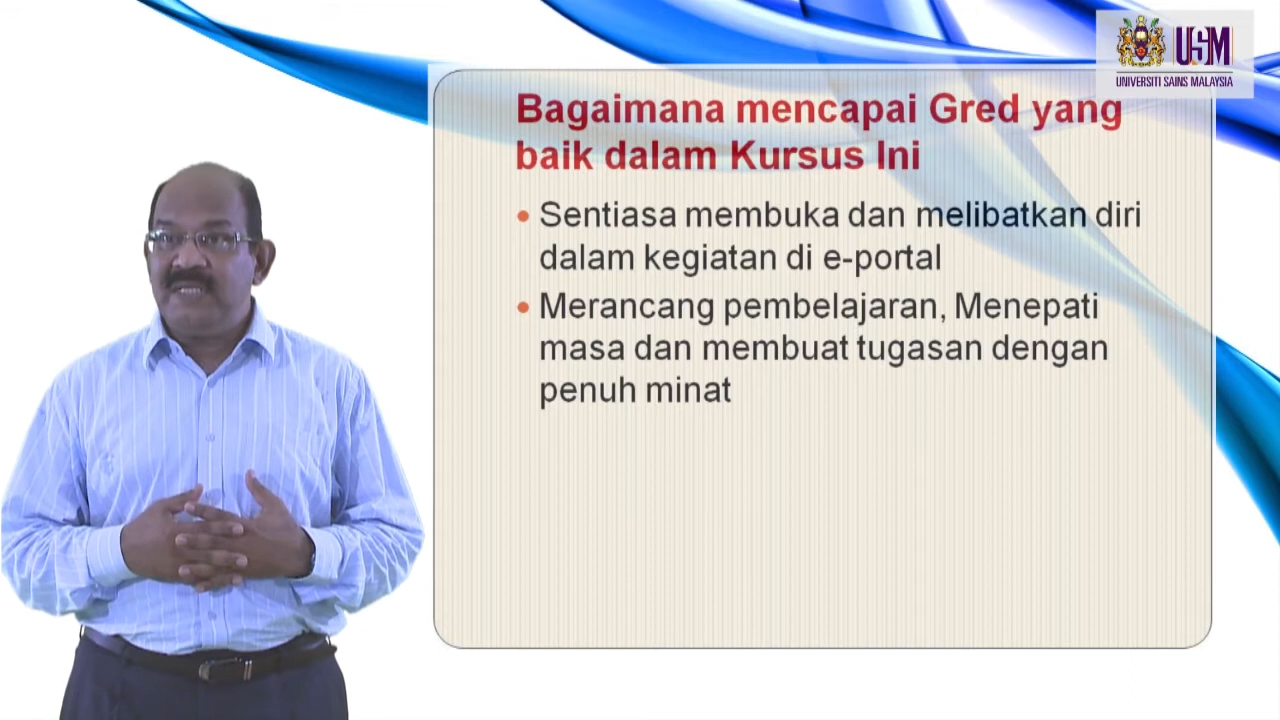 USM
UNIVERSITI SAINS MALAYSIA
Bagaimana mencapai Gred yang
baik dalam Kursus Ini
• Sentiasa membuka dan melibatkan diri
dalam kegiatan di e-portal
• Merancang pembelajaran, Menepati
masa dan membuat tugasan dengan
penuh minat